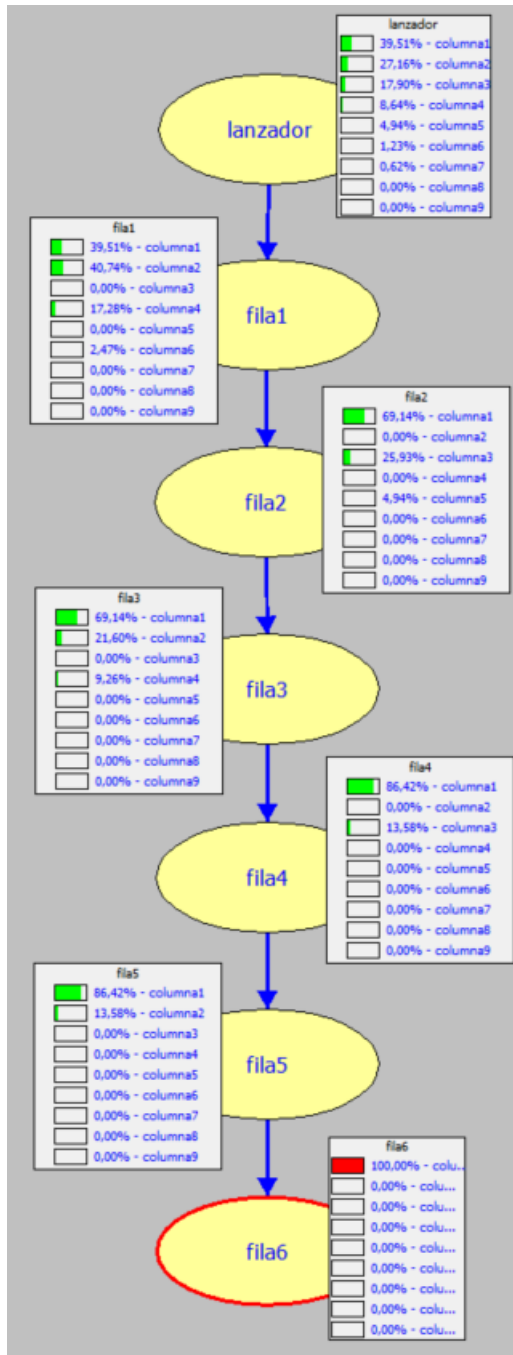 lanzador
39,51% - columna1
27,16% - columna2
17,90% - columna3
8,64% - columna4
4,94% - columna5
1,23% - columna6
0,62% - columna7
0,00% - columna8
0,00% - columna9
lanzador
fila1
39,51% - columna1
40,74% - columna2
0,00% - columna3
17,28% - columna4
0,00% - columna5
2,47% - columna6
0,00% - columna7
0,00% - columna8
0,00% - columna9
fila1
fila2
69,14% - columna1
0,00% - columna2
25,93% - columna3
0,00% - columna4
4,94% - columna5
0,00% - columna6
0,00% - columna7
0,00% - columna8
0,00% - columna9
fila2
fila3
69,14% - columna1
21,60% - columna2
0,00% - columna3
9,26% - columna4
0,00% - columna5
0,00% - columna6
0,00% - columna7
0,00% - columna8
0,00% - columna9
fila3
fila4
86,42% - columna1
0,00% - columna2
13,58% - columna3
0,00% - columna4
0,00% - columna5
0,00% - columna6
0,00% - columna7
0,00% - columna8
0,00% - columna9
fila4
fila5
86,42% - columna1
13,58% - columna2
0,00% - columna3
0,00% - columna4
0,00% - columna5
0,00% - columna6
0,00% - columna7
0,00% - columna8
0,00% - columna9
fila5
fila6
100,00% - colu...
0,00% - colu...
0,00% - colu...
0,00% - colu...
0,00% - colu...
0,00% - colu...
0,00% - colu...
0,00% - colu...
0,00% - colu...
fila6